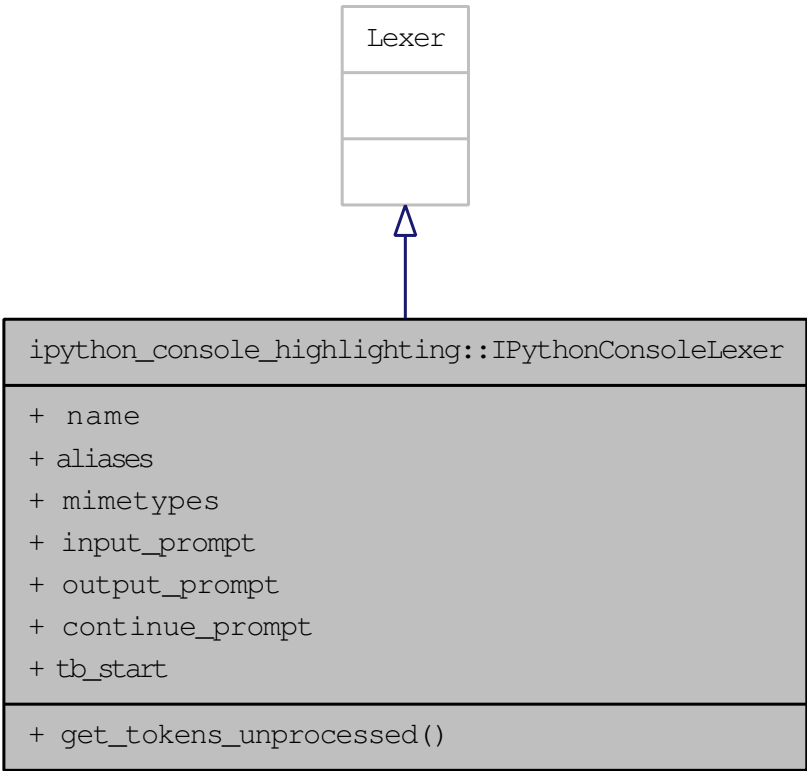 Lexer
ipython_console_highlighting::IPythonConsoleLexer
+ name
+ aliases
+ mimetypes
+ input_prompt
+ output_prompt
+ continue_prompt
+ tb_start
+ get_tokens_unprocessed()